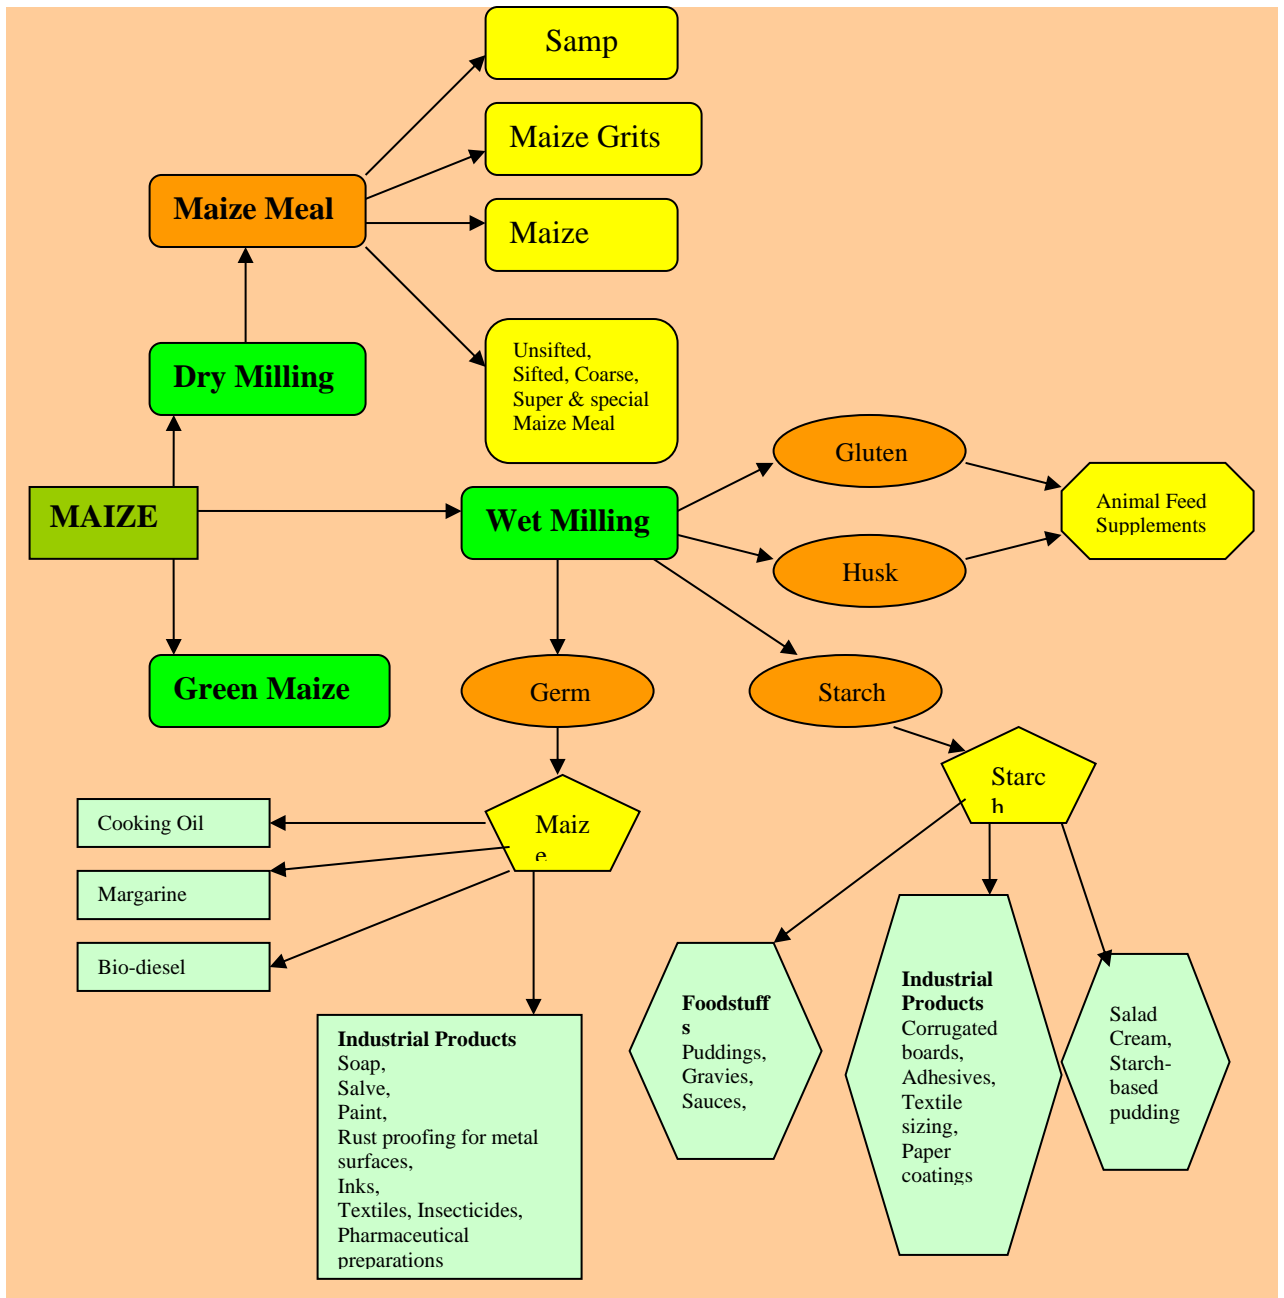 Samp
Maize Grits
Maize Meal
Maize
Unsifted,
Sifted, Coarse,
Super & special
Maize Meal
Dry Milling
Gluten
Animal Feed
Supplements
MAIZE
Wet Milling
Husk
Green Maize
Germ
Starch
Starc
h
Maiz
e
Cooking Oil
Margarine
Bio-diesel
Industrial Products
Soap,
Salve,
Paint,
Rust proofing for metal
surfaces,
Inks,
Textiles, Insecticides,
Pharmaceutical
preparations
Foodstuff
s
Puddings,
Gravies,
Sauces,
Industrial
Products
Corrugated
boards,
Adhesives,
Textile
sizing,
Paper
coatings
Salad
Cream,
Starch-
based
pudding